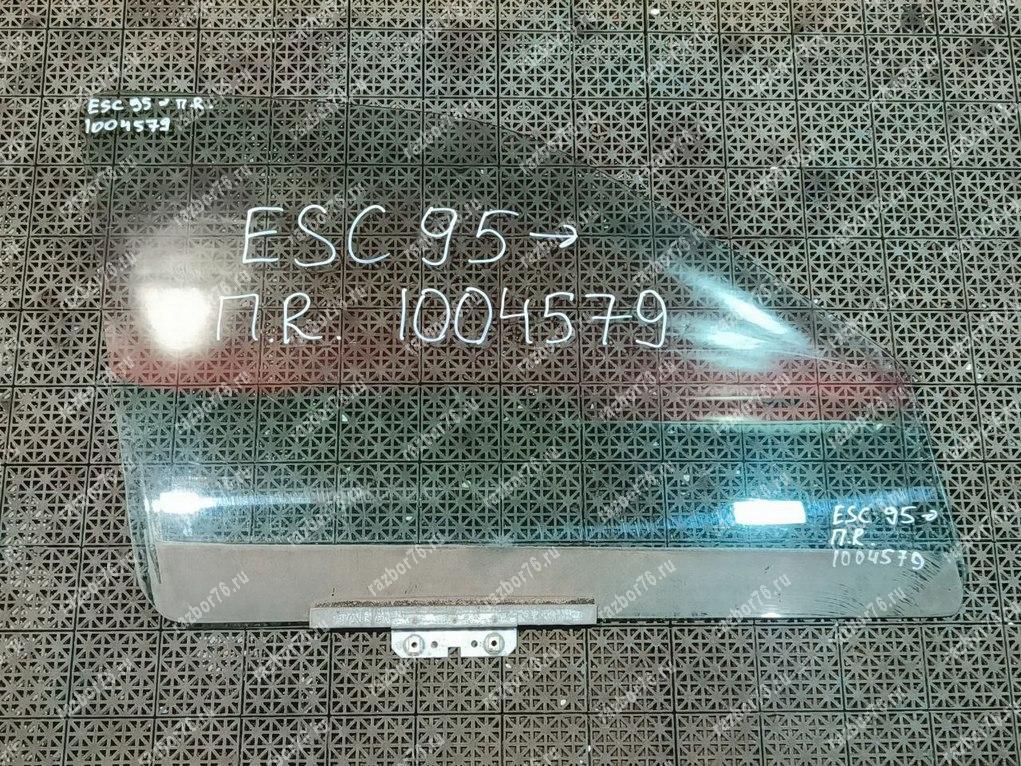 ESC 95 → П.R.
1004579
ESC 95 →
П.R. 1004579
ESC 95 →
П.R.
1004579
razbor76.ru